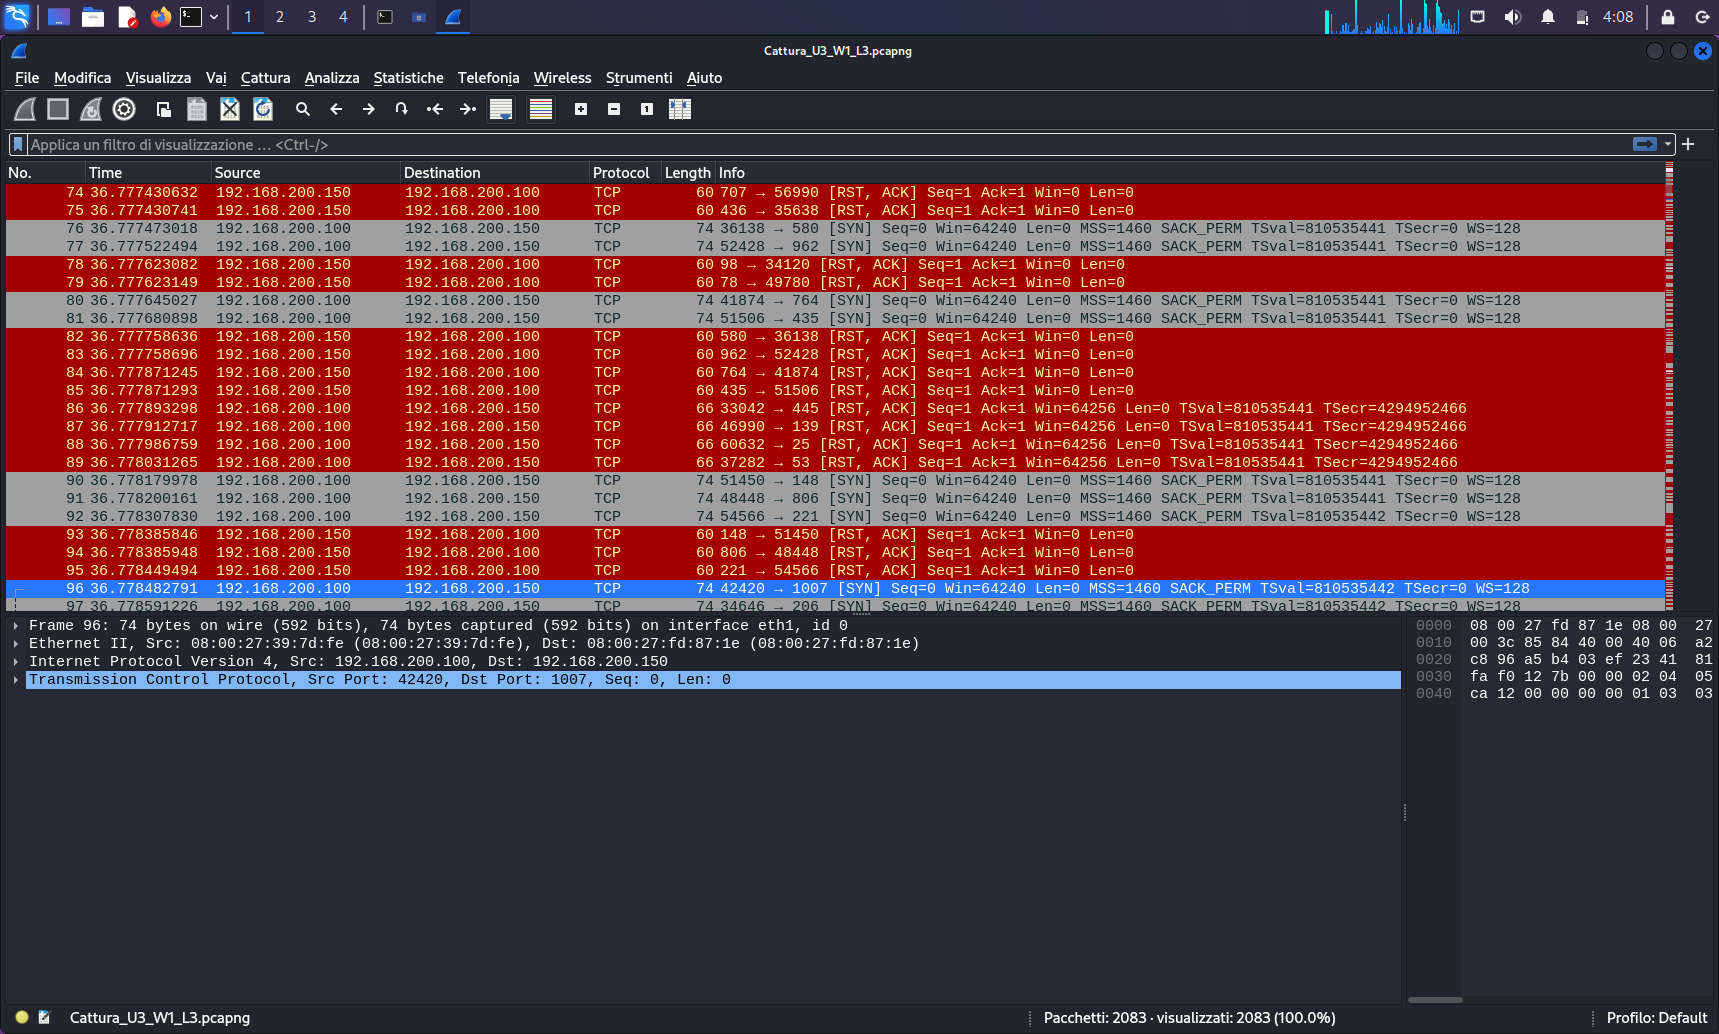 1 2 3 4 4:08
Cattura_U3_W1_L3.pcapng
File Modifica Visualizza Vai Cattura Analizza Statistiche Telefonia Wireless Strumenti Aiuto
Applica un filtro di visualizzazione … <Ctrl-/>
No. Time Source Destination Protocol Length Info
74 36.777430632 192.168.200.150 192.168.200.100 TCP 60 707 → 56990 [RST, ACK] Seq=1 Ack=1 Win=0 Len=0
75 36.777430741 192.168.200.150 192.168.200.100 TCP 60 436 → 35638 [RST, ACK] Seq=1 Ack=1 Win=0 Len=0
76 36.777473018 192.168.200.100 192.168.200.150 TCP 74 36138 → 580 [SYN] Seq=0 Win=64240 Len=0 MSS=1460 SACK_PERM TSval=810535441 TSecr=0 WS=128
77 36.777522494 192.168.200.100 192.168.200.150 TCP 74 52428 → 962 [SYN] Seq=0 Win=64240 Len=0 MSS=1460 SACK_PERM TSval=810535441 TSecr=0 WS=128
78 36.777623082 192.168.200.150 192.168.200.100 TCP 60 98 → 34120 [RST, ACK] Seq=1 Ack=1 Win=0 Len=0
79 36.777623149 192.168.200.150 192.168.200.100 TCP 60 78 → 49780 [RST, ACK] Seq=1 Ack=1 Win=0 Len=0
80 36.777645027 192.168.200.100 192.168.200.150 TCP 74 41874 → 764 [SYN] Seq=0 Win=64240 Len=0 MSS=1460 SACK_PERM TSval=810535441 TSecr=0 WS=128
81 36.777680898 192.168.200.100 192.168.200.150 TCP 74 51506 → 435 [SYN] Seq=0 Win=64240 Len=0 MSS=1460 SACK_PERM TSval=810535441 TSecr=0 WS=128
82 36.777758636 192.168.200.150 192.168.200.100 TCP 60 580 → 36138 [RST, ACK] Seq=1 Ack=1 Win=0 Len=0
83 36.777758696 192.168.200.150 192.168.200.100 TCP 60 962 → 52428 [RST, ACK] Seq=1 Ack=1 Win=0 Len=0
84 36.777871245 192.168.200.150 192.168.200.100 TCP 60 764 → 41874 [RST, ACK] Seq=1 Ack=1 Win=0 Len=0
85 36.777871293 192.168.200.150 192.168.200.100 TCP 60 435 → 51506 [RST, ACK] Seq=1 Ack=1 Win=0 Len=0
86 36.777893298 192.168.200.100 192.168.200.150 TCP 66 33042 → 445 [RST, ACK] Seq=1 Ack=1 Win=64256 Len=0 TSval=810535441 TSecr=4294952466
87 36.777912717 192.168.200.100 192.168.200.150 TCP 66 46990 → 139 [RST, ACK] Seq=1 Ack=1 Win=64256 Len=0 TSval=810535441 TSecr=4294952466
88 36.777986759 192.168.200.100 192.168.200.150 TCP 66 60632 → 25 [RST, ACK] Seq=1 Ack=1 Win=64256 Len=0 TSval=810535441 TSecr=4294952466
89 36.778031265 192.168.200.100 192.168.200.150 TCP 66 37282 → 53 [RST, ACK] Seq=1 Ack=1 Win=64256 Len=0 TSval=810535441 TSecr=4294952466
90 36.778179978 192.168.200.100 192.168.200.150 TCP 74 51450 → 148 [SYN] Seq=0 Win=64240 Len=0 MSS=1460 SACK_PERM TSval=810535441 TSecr=0 WS=128
91 36.778200161 192.168.200.100 192.168.200.150 TCP 74 48448 → 806 [SYN] Seq=0 Win=64240 Len=0 MSS=1460 SACK_PERM TSval=810535441 TSecr=0 WS=128
92 36.778307830 192.168.200.100 192.168.200.150 TCP 74 54566 → 221 [SYN] Seq=0 Win=64240 Len=0 MSS=1460 SACK_PERM TSval=810535442 TSecr=0 WS=128
93 36.778385846 192.168.200.150 192.168.200.100 TCP 60 148 → 51450 [RST, ACK] Seq=1 Ack=1 Win=0 Len=0
94 36.778385948 192.168.200.150 192.168.200.100 TCP 60 806 → 48448 [RST, ACK] Seq=1 Ack=1 Win=0 Len=0
95 36.778449494 192.168.200.150 192.168.200.100 TCP 60 221 → 54566 [RST, ACK] Seq=1 Ack=1 Win=0 Len=0
96 36.778482791 192.168.200.100 192.168.200.150 TCP 74 42420 → 1007 [SYN] Seq=0 Win=64240 Len=0 MSS=1460 SACK_PERM TSval=810535442 TSecr=0 WS=128
97 36.778591226 192.168.200.100 192.168.200.150 TCP 74 34646 → 206 [SYN] Seq=0 Win=64240 Len=0 MSS=1460 SACK_PERM TSval=810535442 TSecr=0 WS=128
Frame 96: 74 bytes on wire (592 bits), 74 bytes captured (592 bits) on interface eth1, id 0
Ethernet II, Src: 08:00:27:39:7d:fe (08:00:27:39:7d:fe), Dst: 08:00:27:fd:87:1e (08:00:27:fd:87:1e)
Internet Protocol Version 4, Src: 192.168.200.100, Dst: 192.168.200.150
Transmission Control Protocol, Src Port: 42420, Dst Port: 1007, Seq: 0, Len: 0
0000 08 00 27 fd 87 1e 08 00 27
0010 00 3c 85 84 40 00 40 06 a2
0020 c8 96 a5 b4 03 ef 23 41 81
0030 fa f0 12 7b 00 00 02 04 05
0040 ca 12 00 00 00 00 01 03 03
Cattura_U3_W1_L3.pcapng
Pacchetti: 2083 · visualizzati: 2083 (100.0%)
Profilo: Default